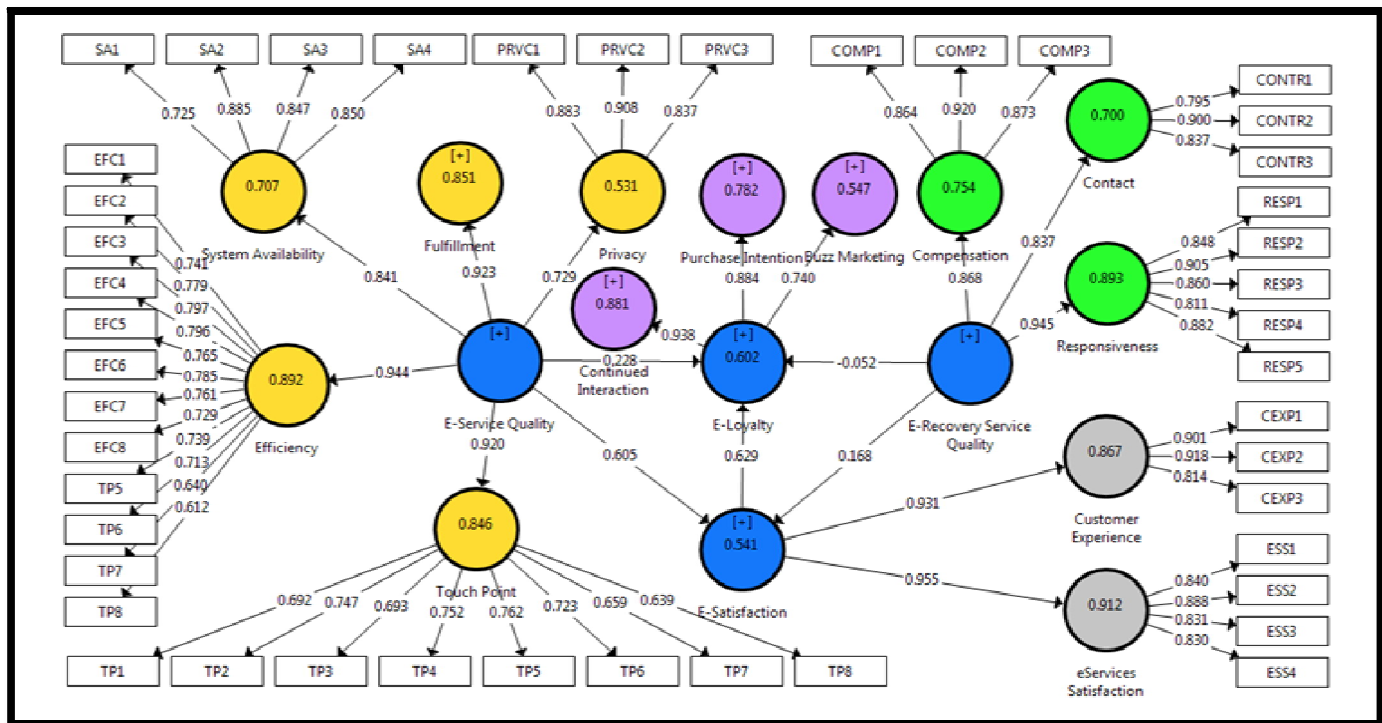 SA1 SA2 SA3 SA4 PRVC1 PRVC2 PRVC3 COMP1 COMP2 COMP3
CONTR1
0.725 0.885 0.847 0.850
0.883 0.908 0.837
0.864 0.920 0.873
0.700
0.795
0.900
0.837
CONTR2
CONTR3
Contact
EFC1
EFC2
EFC3
EFC4
EFC5
EFC6
EFC7
EFC8
TP5
TP6
TP7
TP8
0.741
0.779
0.797
0.796
0.765
0.785
0.761
0.729
0.739
0.713
0.640
0.612
0.707
System Availability
[+]
0.851
Fulfillment
0.531
Privacy
[+]
0.782
Purchase Intention
[+]
0.547
Buzz Marketing
0.754
Compensation
RESP1
RESP2
RESP3
RESP4
RESP5
0.848
0.905
0.860
0.811
0.882
0.893
Responsiveness
0.841
0.923
0.729
[+]
0.881
Continued
Interaction
0.884
0.740
0.868
0.837
0.945
0.892
Efficiency
0.944
[+]
E-Service Quality
0.228
0.938
[+]
0.602
E-Loyalty
-0.052
[+]
E-Recovery Service
Quality
0.920
0.605
0.629
0.168
0.846
Touch Point
[+]
0.541
E-Satisfaction
0.931
0.955
0.867
Customer
Experience
0.901
0.918
0.814
CEXP1
CEXP2
CEXP3
0.912
eServices
Satisfaction
0.840
0.888
0.831
0.830
ESS1
ESS2
ESS3
ESS4
0.692 0.747 0.693 0.752 0.762 0.723 0.659 0.639
TP1 TP2 TP3 TP4 TP5 TP6 TP7 TP8